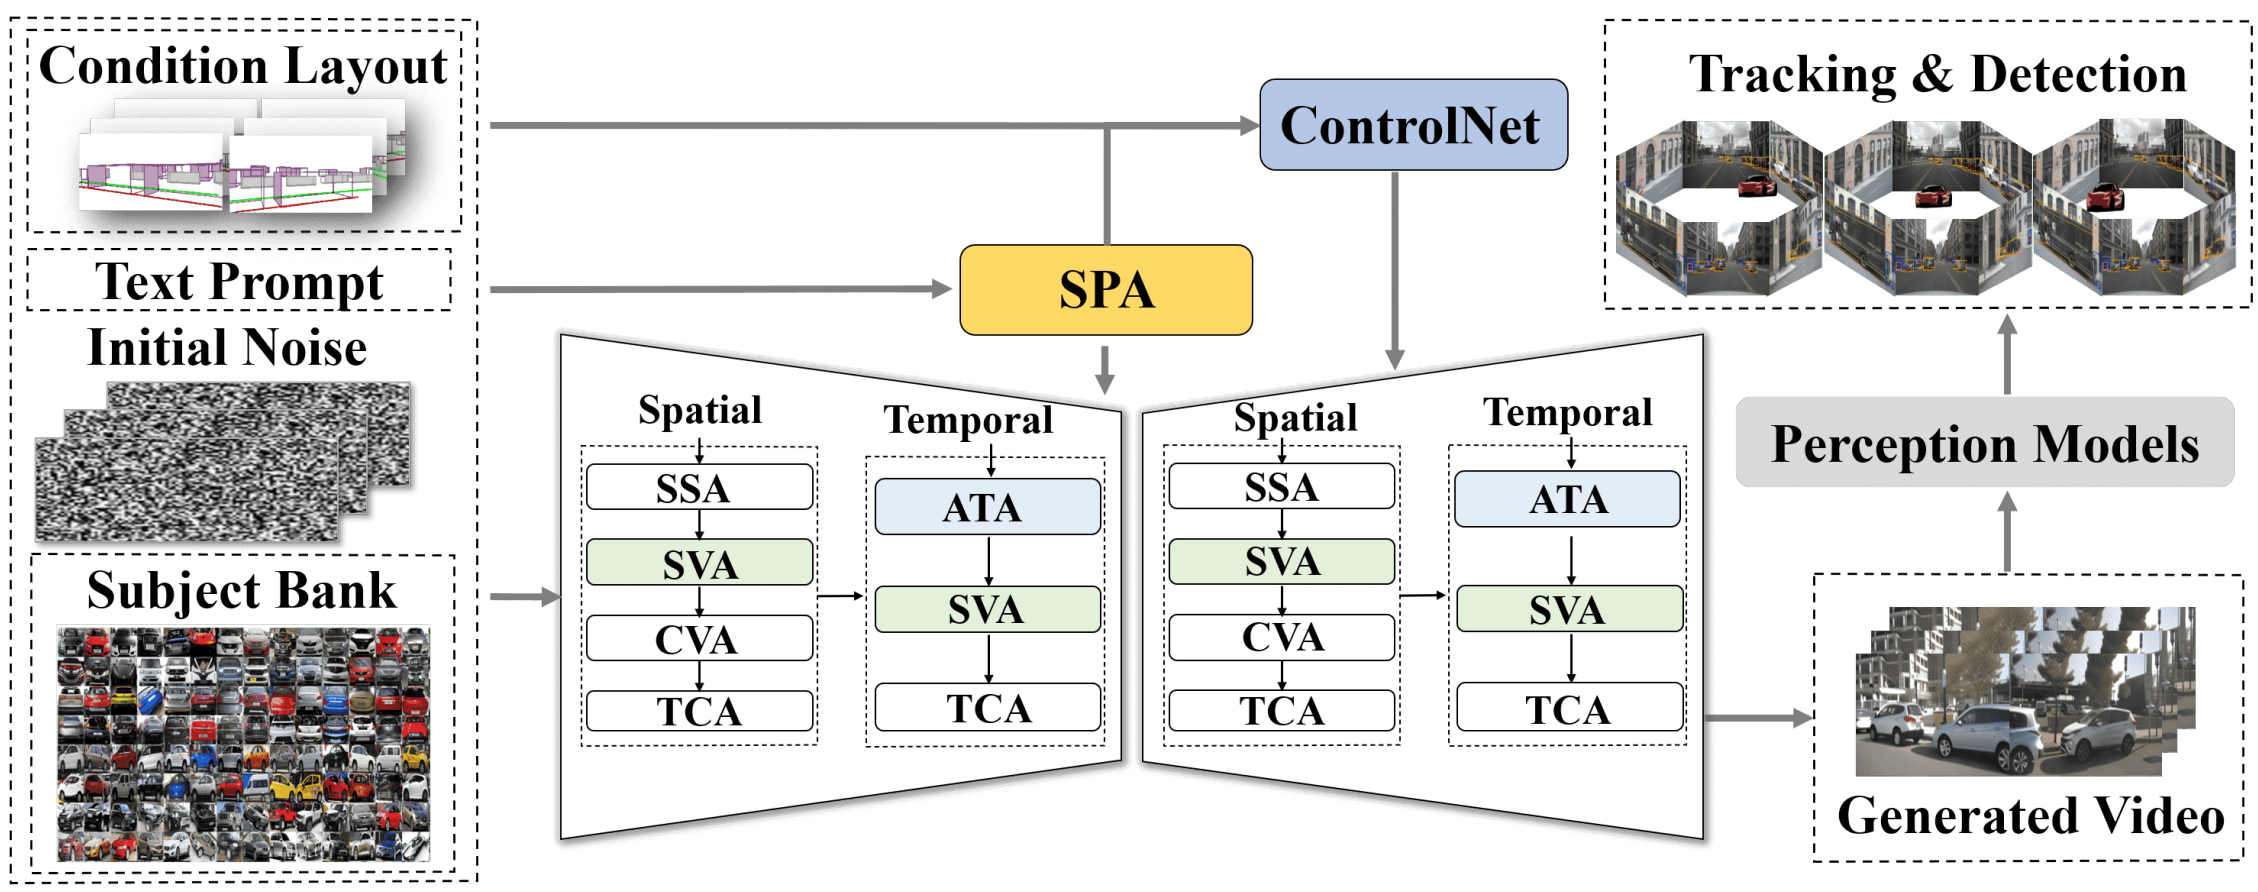 Condition Layout
Text Prompt
Initial Noise
Subject Bank
ControlNet
SPA
Spatial
SSA
SVA
CVA
TCA
Temporal
ATA
SVA
TCA
Spatial
SSA
SVA
CVA
TCA
Temporal
ATA
SVA
TCA
Tracking & Detection
Perception Models
Generated Video